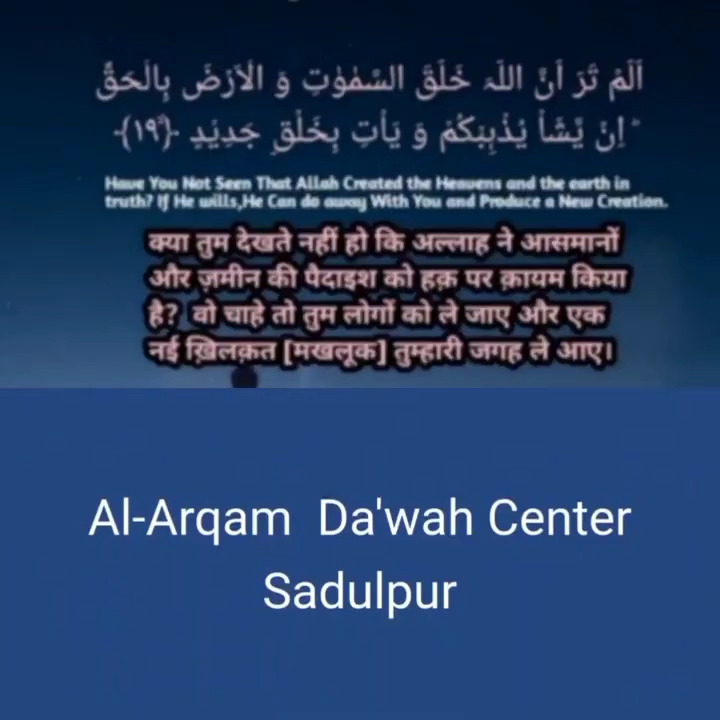 اَلَمۡ تَرَ اَنَّ اللّٰہَ خَلَقَ السَّمٰوٰتِ وَ الۡاَرۡضَ بِالۡحَقِّ
ؕ اِنۡ یَّشَاۡ یُذۡہِبۡکُمۡ وَ یَاۡتِ بِخَلۡقٍ جَدِیۡدٍ ﴿ۙ۱۹﴾
Have You Not Seen That Allah Created the Heavens and the earth in
truth? If He wills,He Can do away With You and Produce a New Creation.
क्या तुम देखते नहीं हो कि अल्लाह ने आसमानों
और ज़मीन की पैदाइश को हक़ पर क़ायम किया
है? वो चाहे तो तुम लोगों को ले जाए और एक
नई ख़िलक़त [मखलूक] तुम्हारी जगह ले आए।
Al-Arqam Da'wah Center
Sadulpur